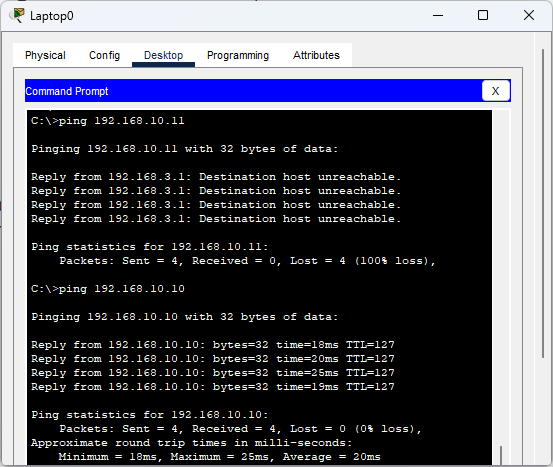 Laptop0
Physical Config Desktop Programming Attributes
Command Prompt X
C:\>ping 192.168.10.11
Pinging 192.168.10.11 with 32 bytes of data:
Reply from 192.168.3.1: Destination host unreachable.
Reply from 192.168.3.1: Destination host unreachable.
Reply from 192.168.3.1: Destination host unreachable.
Reply from 192.168.3.1: Destination host unreachable.
Ping statistics for 192.168.10.11:
Packets: Sent = 4, Received = 0, Lost = 4 (100% loss),
C:\>ping 192.168.10.10
Pinging 192.168.10.10 with 32 bytes of data:
Reply from 192.168.10.10: bytes=32 time=18ms TTL=127
Reply from 192.168.10.10: bytes=32 time=20ms TTL=127
Reply from 192.168.10.10: bytes=32 time=25ms TTL=127
Reply from 192.168.10.10: bytes=32 time=19ms TTL=127
Ping statistics for 192.168.10.10:
Packets: Sent = 4, Received = 4, Lost = 0 (0% loss),
Approximate round trip times in milli-seconds:
Minimum = 18ms, Maximum = 25ms, Average = 20ms